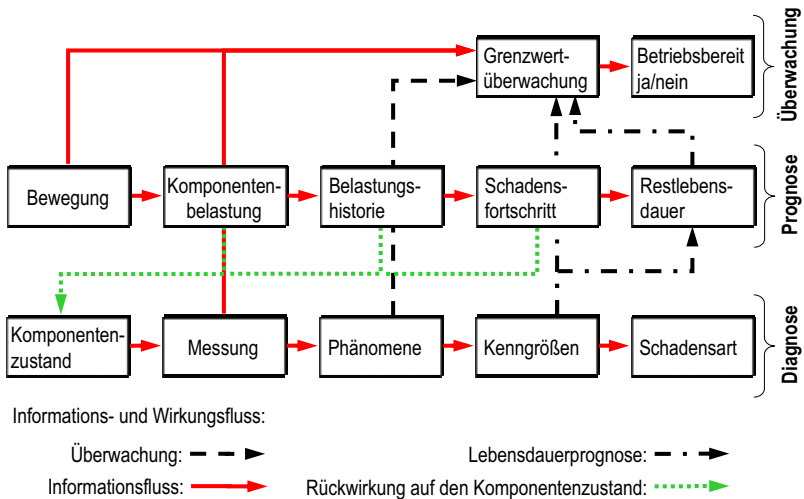 Grenzwert-
überwachung
Betriebsbereit
ja/nein
Überwachung
Bewegung
Komponenten-
belastung
Belastungs-
historie
Schadens-
fortschritt
Restlebens-
dauer
Prognose
Komponenten-
zustand
Messung
Phänomene
Kenngrößen
Schadensart
Diagnose
Informations- und Wirkungsfluss:
Überwachung:
Lebensdauerprognose:
Informationsfluss:
Rückwirkung auf den Komponentenzustand: